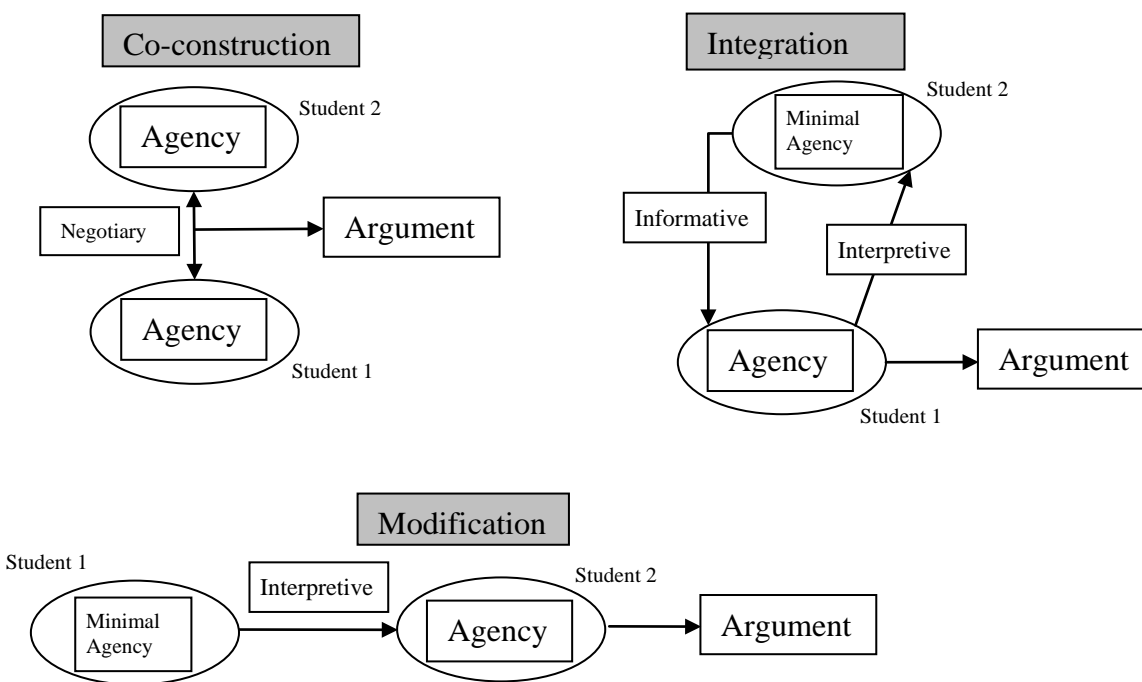 Co-construction
Student 2
Agency
Negotiary
Argument
Agency
Student 1
Integration
Student 2
Minimal
Agency
Informative
Interpretive
Agency
Argument
Student 1
Modification
Student 1
Minimal
Agency
Interpretive
Student 2
Agency
Argument